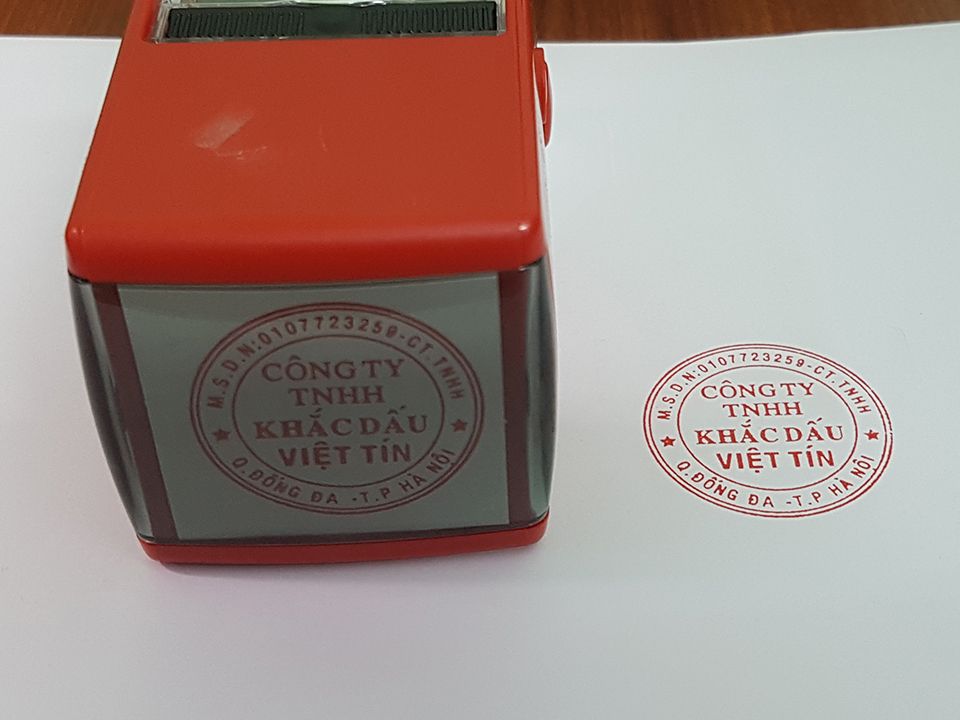 M.S.D.N:0107723259-CT.TNHH
CÔNG TY
TNHH
KHẮC DẤU
VIỆT TÍN
Q.ĐỐNG ĐA -T.P HÀ NỘI
M.S.D.N:0107723259-CT.TNHH
CÔNG TY
TNHH
KHẮC DẤU
VIỆT TÍN
Q.ĐỐNG ĐA -T.P HÀ NỘI